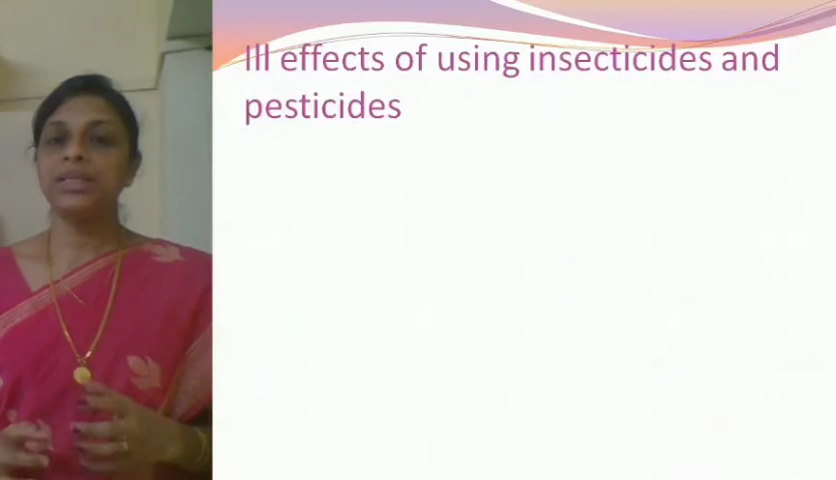 Ill effects of using insecticides and
pesticides